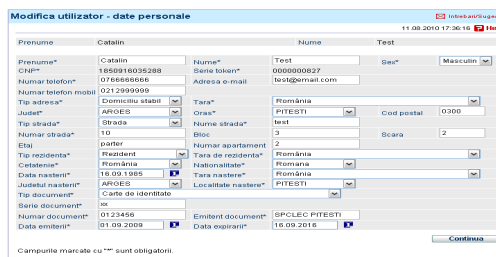 Modifica utilizator - date personale
Intrebari/Suges
11.08.2010 17:36:16 ? He
Prenume Catalin Nume Test
Prenume* Catalin Nume* Test Sex* Masculin
CNP* 1850916035288 Serie token* 0000000827
Numar telefon* 0766666666 Adresa e-mail test@email.com
Numar telefon mobil 0212999999
Tip adresa* Domiciliu stabil Tara* România
Judet* ARGES Oras* PITESTI Cod postal 0300
Tip strada* Strada Nume strada* test
Numar strada* 10 Bloc 3 Scara 2
Etaj parter Numar apartament 2
Tip rezidenta* Rezident Tara de rezidenta* România
Cetatenie* România Nationalitate* Romana
Data nasterii* 16.09.1985 Tara nastere* România
Judetul nasterii* ARGES Localitate nastere* PITESTI
Tip document* Carte de identitate
Serie document* xx
Numar document* 0123456 Emitent document* SPCLEC PITESTI
Data emiterii* 01.09.2009 Data expirarii* 16.09.2016
Continua
Campurile marcate cu "*" sunt obligatorii.